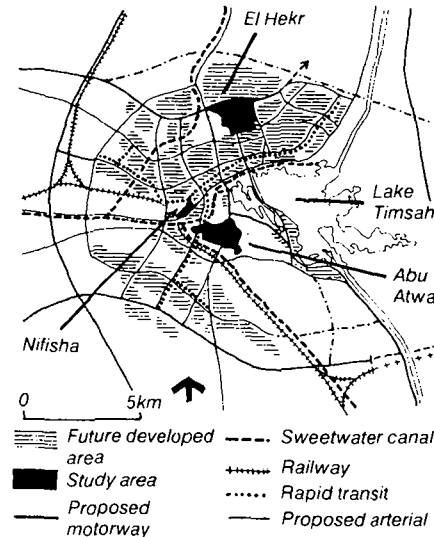 El Hekr
Lake
Timsah
Abu
Atwa
Nifisha
0 5km
Future developed
area
Study area
Proposed
motorway
Sweetwater canal
Railway
Rapid transit
Proposed arterial